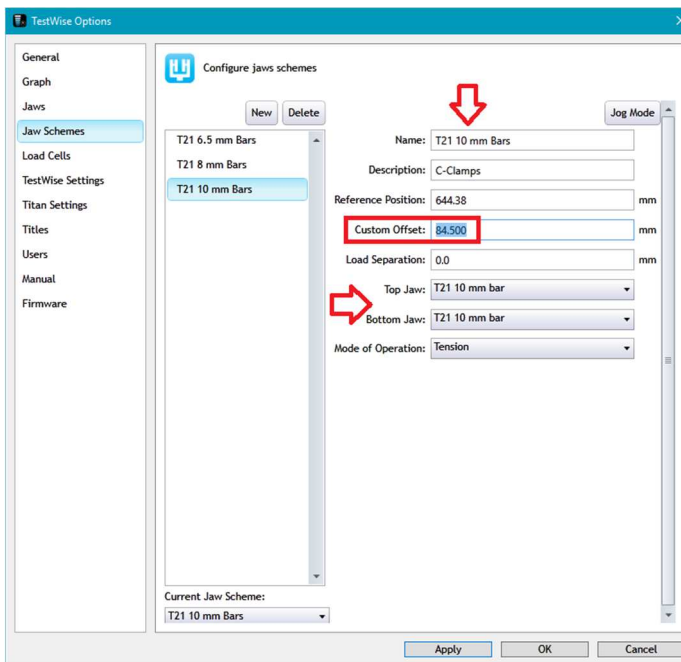 TestWise Options
General
Graph
Jaws
Jaw Schemes
Load Cells
TestWise Settings
Titan Settings
Titles
Users
Manual
Firmware
Configure jaws schemes
New
Delete
T21 6.5 mm Bars
T21 8 mm Bars
T21 10 mm Bars
Current Jaw Scheme:
T21 10 mm Bars
Jog Mode
Name: T21 10 mm Bars
Description: C-Clamps
Reference Position: 644.38 mm
Custom Offset: 84.500 mm
Load Separation: 0.0 mm
Top Jaw: T21 10 mm bar
Bottom Jaw: T21 10 mm bar
Mode of Operation: Tension
Apply
OK
Cancel